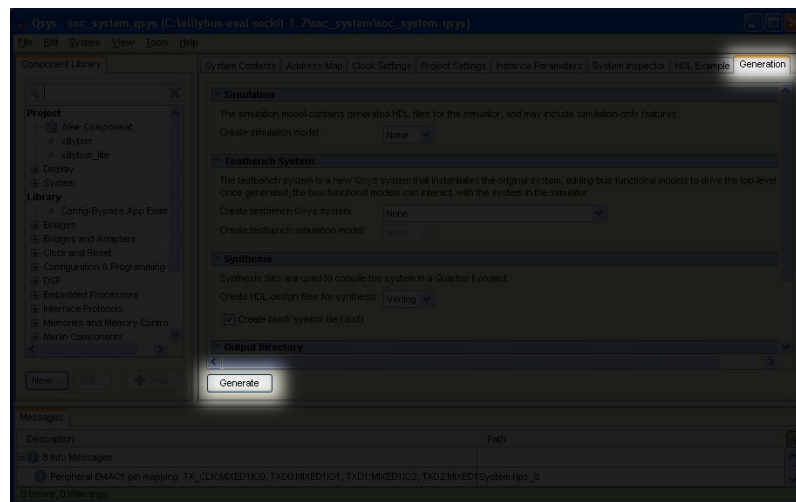 Qsys - soc_system.qsys (C:\xillybus-eval-sockit-1.2\soc_system\soc_system.qsys)
File Edit System View Tools Help
Component Library
System Contents Address Map Clock Settings Project Settings Instance Parameters System Inspector HDL Example Generation
Project
New Component...
xillybus
xillybus_lite
Display
System
Library
Config-Bypass App Exam
Bridges
Bridges and Adapters
Clock and Reset
Configuration & Programming
DSP
Embedded Processors
Interface Protocols
Memories and Memory Contro
Merlin Components
New... Edit... Add...
Simulation
The simulation model contains generated HDL files for the simulator, and may include simulation-only features.
Create simulation model: None
Testbench System
The testbench system is a new Qsys system that instantiates the original system, adding bus functional models to drive the top-level
Once generated, the bus functional models can interact with the system in the simulator.
Create testbench Qsys system: None
Create testbench simulation model: None
Synthesis
Synthesis files are used to compile the system in a Quartus II project.
Create HDL design files for synthesis: Verilog
Create block symbol file (.bsf)
Output Directory
Generate
Messages
Description Path
8 Info Messages
Peripheral EMAC1 pin mapping: TX_CLK:MIXED1IO0, TXD0:MIXED1IO1, TXD1:MIXED1IO2, TXD2:MIXED1 System.hps_0
0 Errors, 0 Warnings